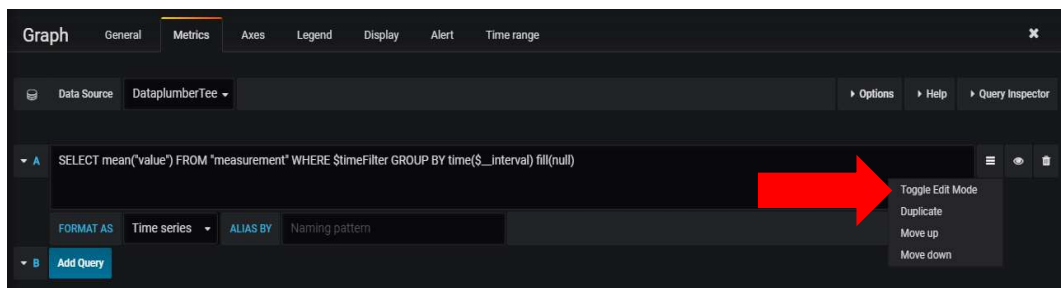 Graph General Metrics Axes Legend Display Alert Time range
Data Source DataplumberTee Options Help Query Inspector
A SELECT mean("value") FROM "measurement" WHERE $timeFilter GROUP BY time($__interval) fill(null)
Toggle Edit Mode
Duplicate
FORMAT AS Time series ALIAS BY Naming pattern
Move up
Move down
B Add Query